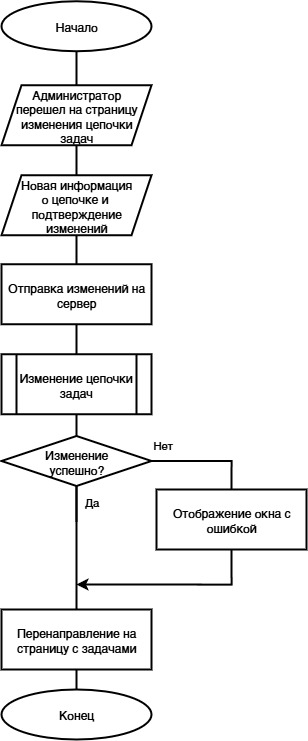 Начало
Администратор
перешел на страницу
изменения цепочки
задач
Новая информация
о цепочке и
подтверждение
изменений
Отправка изменений на
сервер
Изменение цепочки
задач
Изменение
успешно?
Нет
Да
Отображение окна с
ошибкой
Перенаправление на
страницу с задачами
Конец